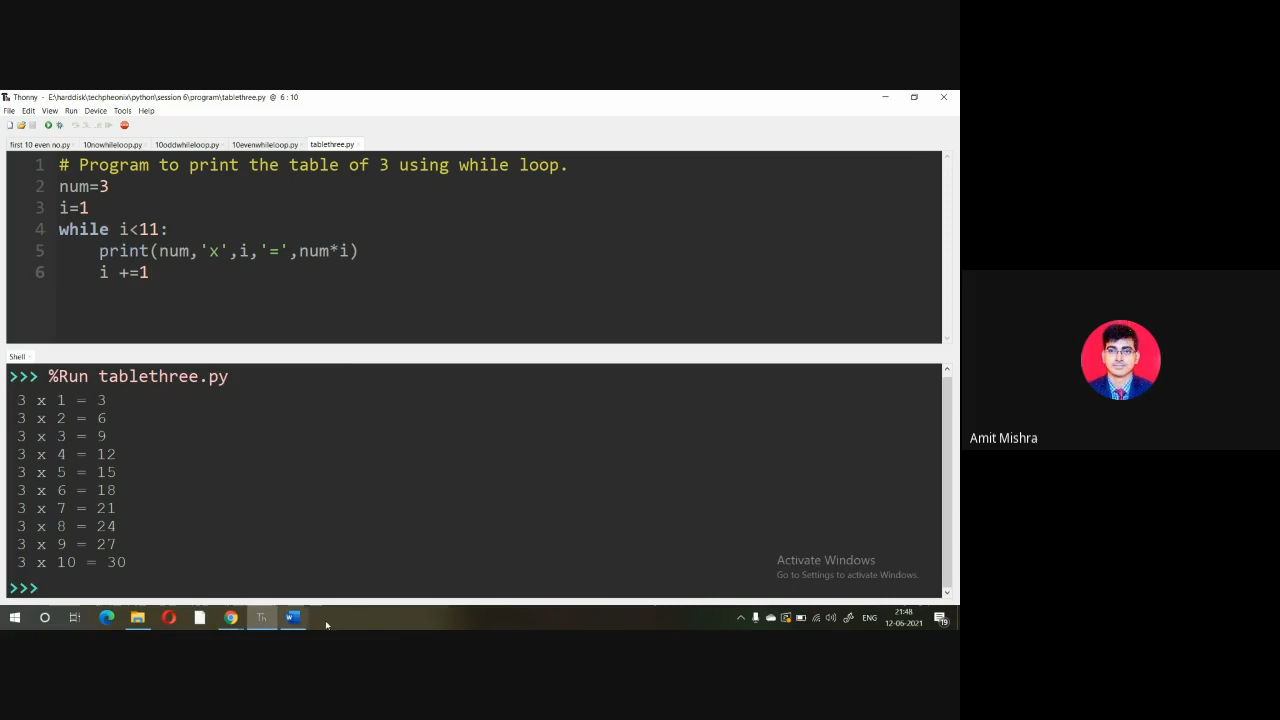 Th Thonny - E:\harddisk\techpheonix\python\session 6\program\tablethree.py @ 6 : 10
File Edit View Run Device Tools Help
first 10 even no.py 10nowhileloop.py 10oddwhileloop.py 10evenwhileloop.py tablethree.py
1 # Program to print the table of 3 using while loop.
2 num=3
3 i=1
4 while i<11:
5 print(num,'x',i,'=',num*i)
6 i +=1
Shell
>>> %Run tablethree.py
3 x 1 = 3
3 x 2 = 6
3 x 3 = 9
3 x 4 = 12
3 x 5 = 15
3 x 6 = 18
3 x 7 = 21
3 x 8 = 24
3 x 9 = 27
3 x 10 = 30
>>>
Activate Windows
Go to Settings to activate Windows.
Th W ENG 21:48
12-06-2021 19
Amit Mishra